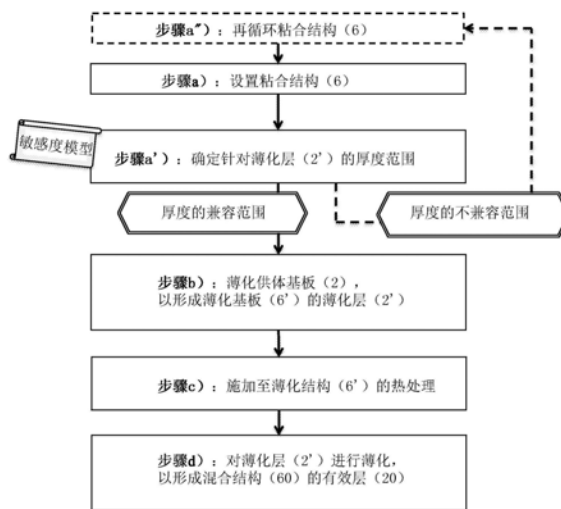 步骤a")：再循环粘合结构（6）
步骤a)：设置粘合结构（6）
敏感度模型
步骤a')：确定针对薄化层（2'）的厚度范围
厚度的兼容范围
厚度的不兼容范围
步骤b)：薄化供体基板（2），
以形成薄化基板（6'）的薄化层（2'）
步骤c)：施加至薄化结构（6'）的热处理
步骤d)：对薄化层（2'）进行薄化，
以形成混合结构（60）的有效层（20）